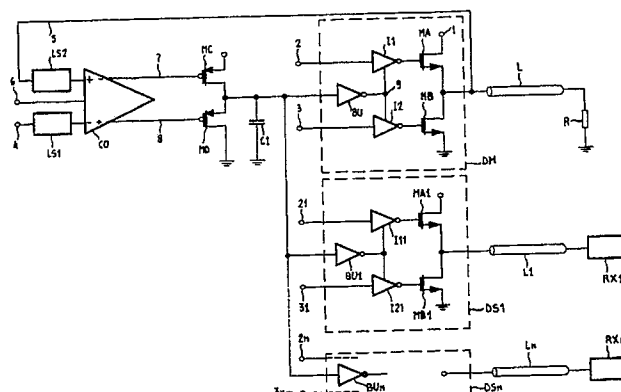 5
LS2
6
4
LS1
CO
7
8
MC
MD
C1
2
3
I1
BU
9
I2
MA
1
MB
DM
L
R
21
31
I11
BU1
I21
MA1
MB1
DS1
L1
RX1
2n
BUn
DSn
Ln